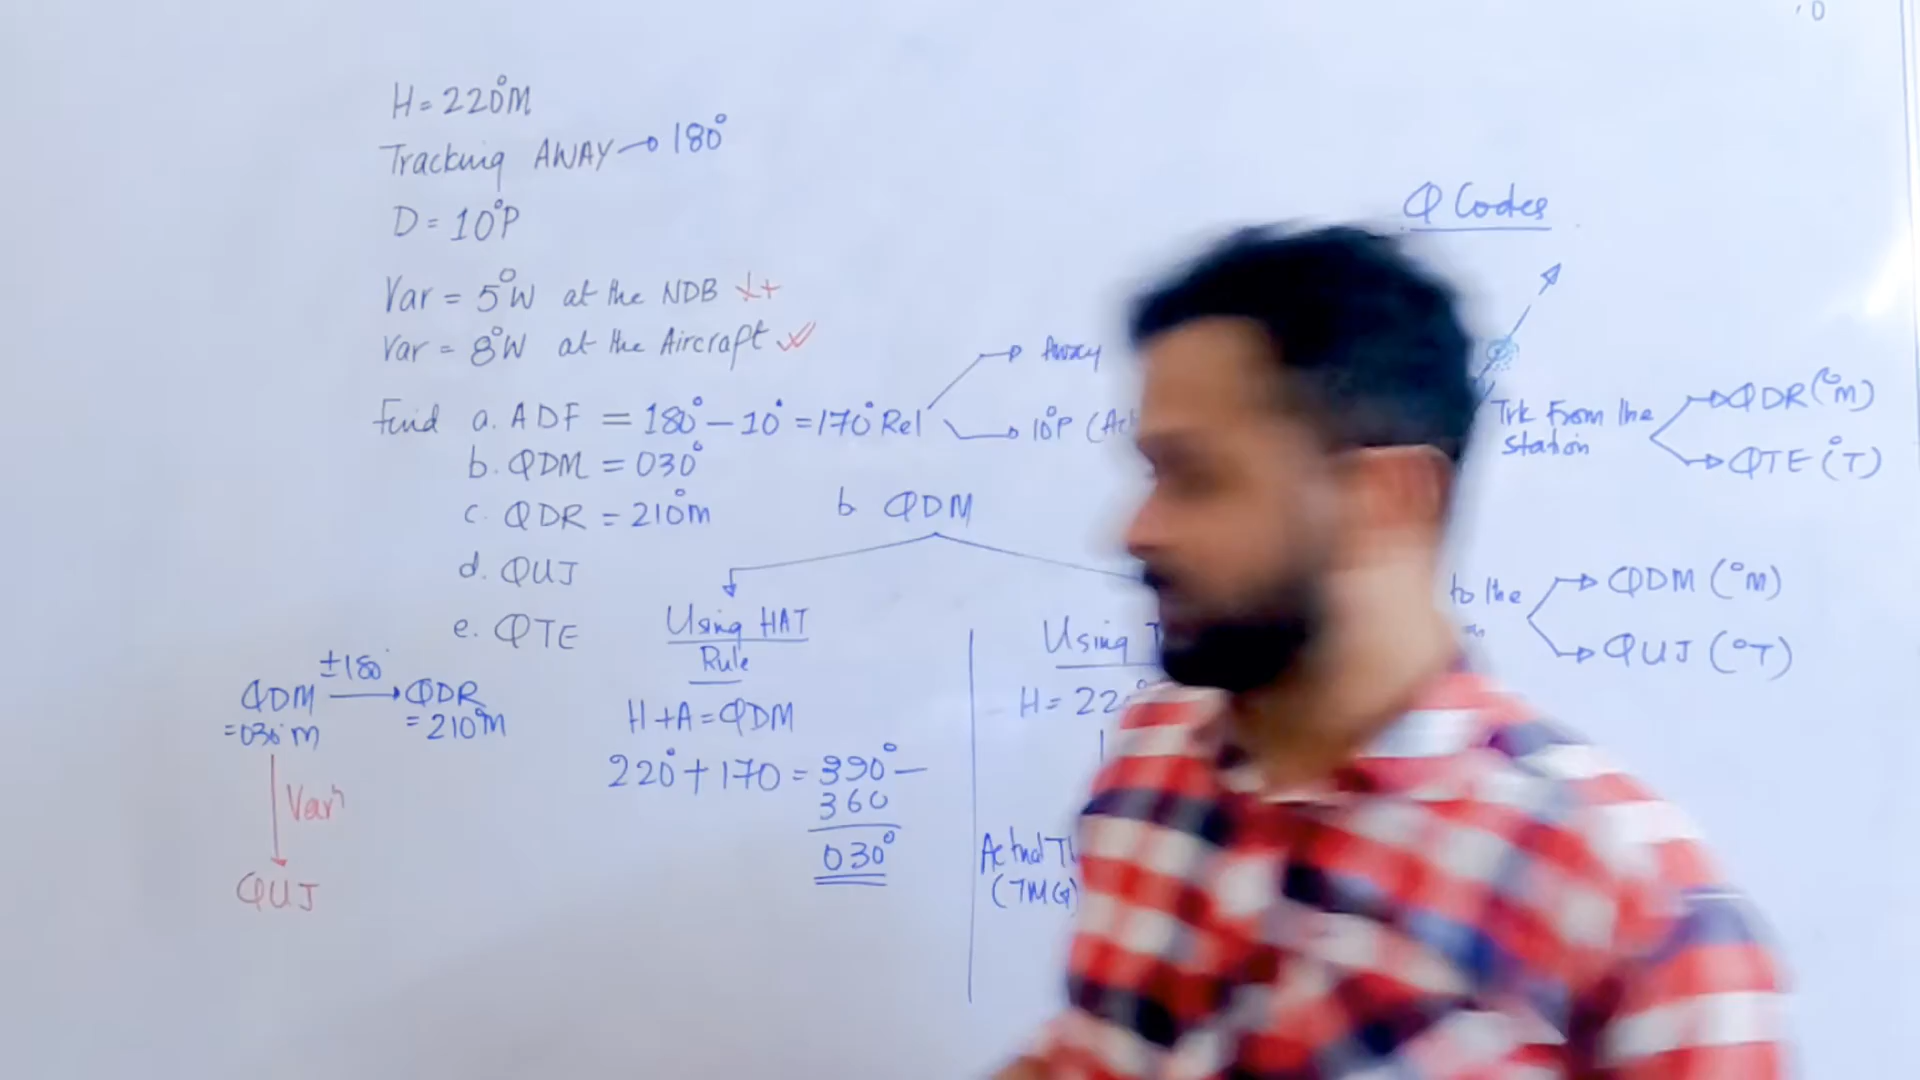 H = 220°M
Tracking AWAY → 180°
D = 10°P
Var = 5°W at the NDB ×+
Var = 8°W at the Aircraft ✓
Find a. ADF = 180° - 10° = 170° Rel
Away
10°P
b. QDM = 030°
c. QDR = 210°m
d. QUJ
e. QTE
QDM ±180° → QDR
= 030°m = 210°m
Var^n
QUJ
b QDM
Using HAT
Rule
H + A = QDM
220° + 170 = 390° -
360
030°
Using
H = 22
Actual
(TMG)
Q Codes
Trk From the
Station
QDR (°M)
QTE (°T)
to the
QDM (°M)
QUJ (°T)